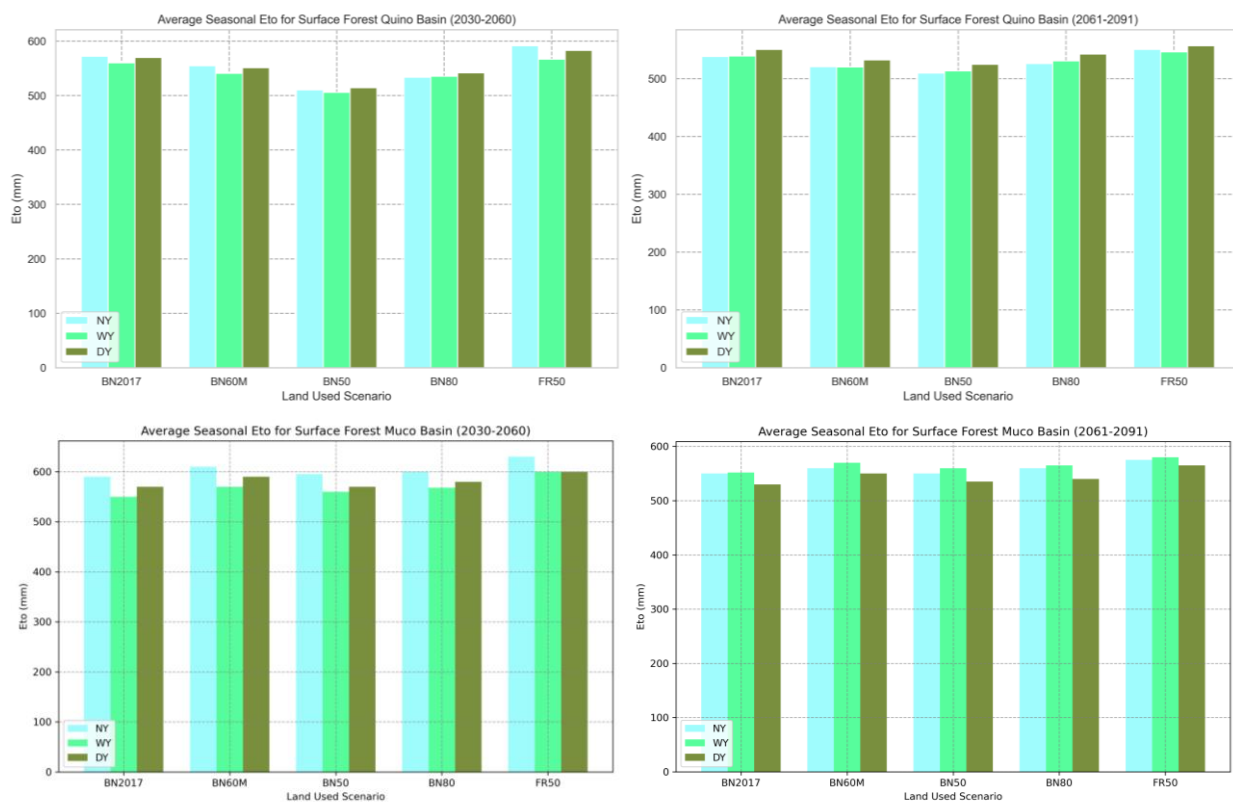 Average Seasonal Eto for Surface Forest Quino Basin (2030-2060)
600
500
400
300
200
100
0
Eto (mm)
NY
WY
DY
BN2017 BN60M BN50 BN80 FR50
Land Used Scenario
Average Seasonal Eto for Surface Forest Quino Basin (2061-2091)
500
400
300
200
100
0
Eto (mm)
NY
WY
DY
BN2017 BN60M BN50 BN80 FR50
Land Used Scenario
Average Seasonal Eto for Surface Forest Muco Basin (2030-2060)
600
500
400
300
200
100
0
Eto (mm)
NY
WY
DY
BN2017 BN60M BN50 BN80 FR50
Land Used Scenario
Average Seasonal Eto for Surface Forest Muco Basin (2061-2091)
600
500
400
300
200
100
0
Eto (mm)
NY
WY
DY
BN2017 BN60M BN50 BN80 FR50
Land Used Scenario